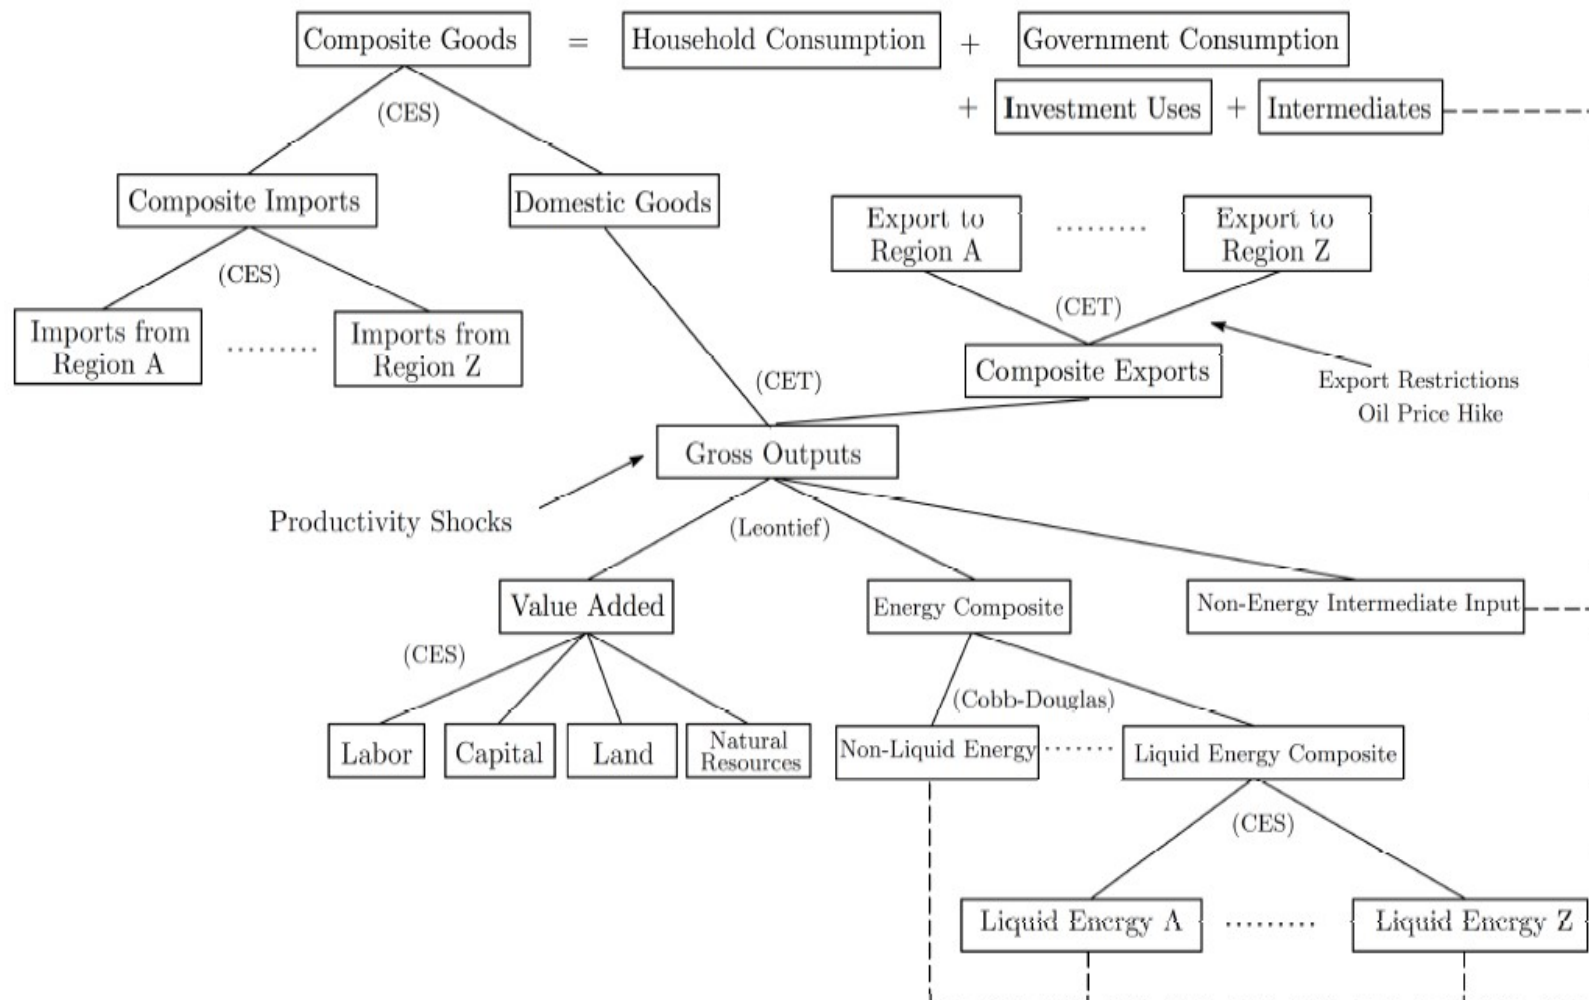 Composite Goods = Household Consumption + Government Consumption
(CES)
+ Investment Uses + Intermediates
Composite Imports
Domestic Goods
Export to
Region A
.........
Export to
Region Z
(CES)
(CET)
Imports from
Region A
.........
Imports from
Region Z
(CET)
Composite Exports
Export Restrictions
Oil Price Hike
Gross Outputs
Productivity Shocks
(Leontief)
Value Added
Energy Composite
Non-Energy Intermediate Input
(CES)
(Cobb-Douglas)
Labor
Capital
Land
Natural
Resources
Non-Liquid Energy
.......
Liquid Energy Composite
(CES)
Liquid Energy A
.........
Liquid Energy Z